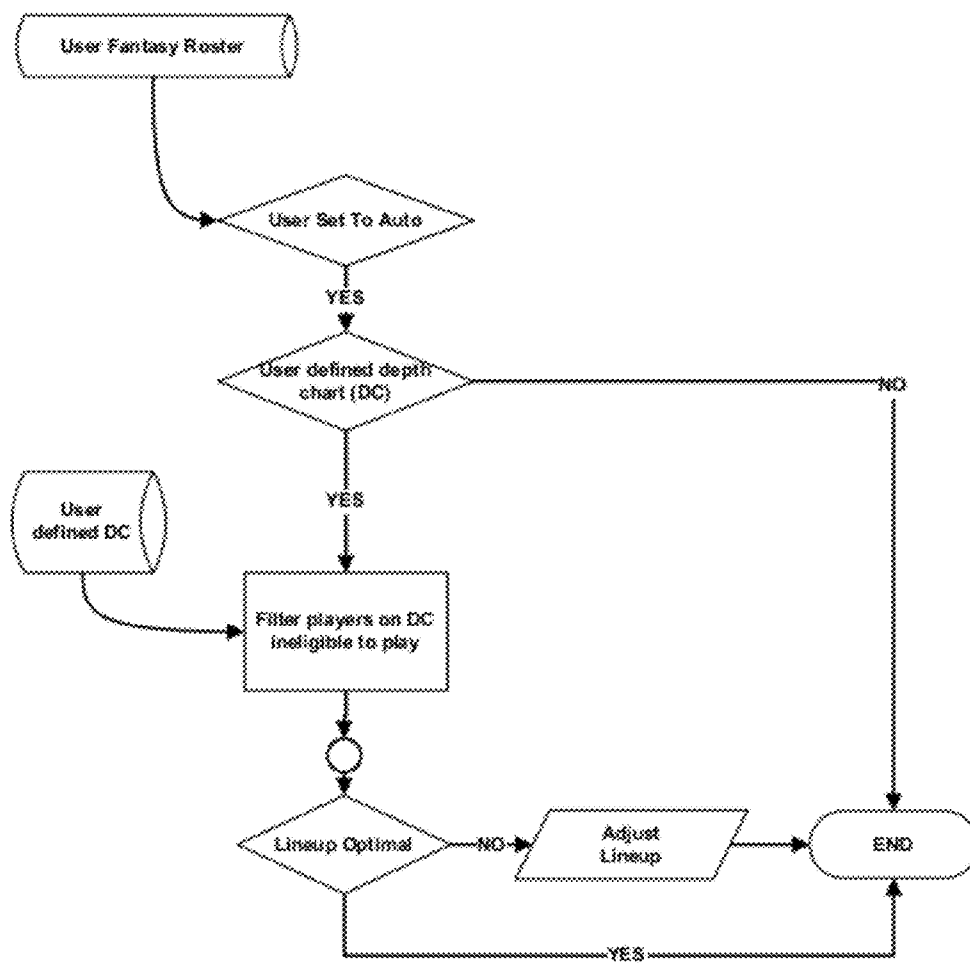 User Fantasy Roster
User Set To Auto
YES
User defined depth
chart (DC)
NO
YES
User
defined DC
Filter players on DC
ineligible to play
Lineup Optimal
NO
Adjust
Lineup
END
YES